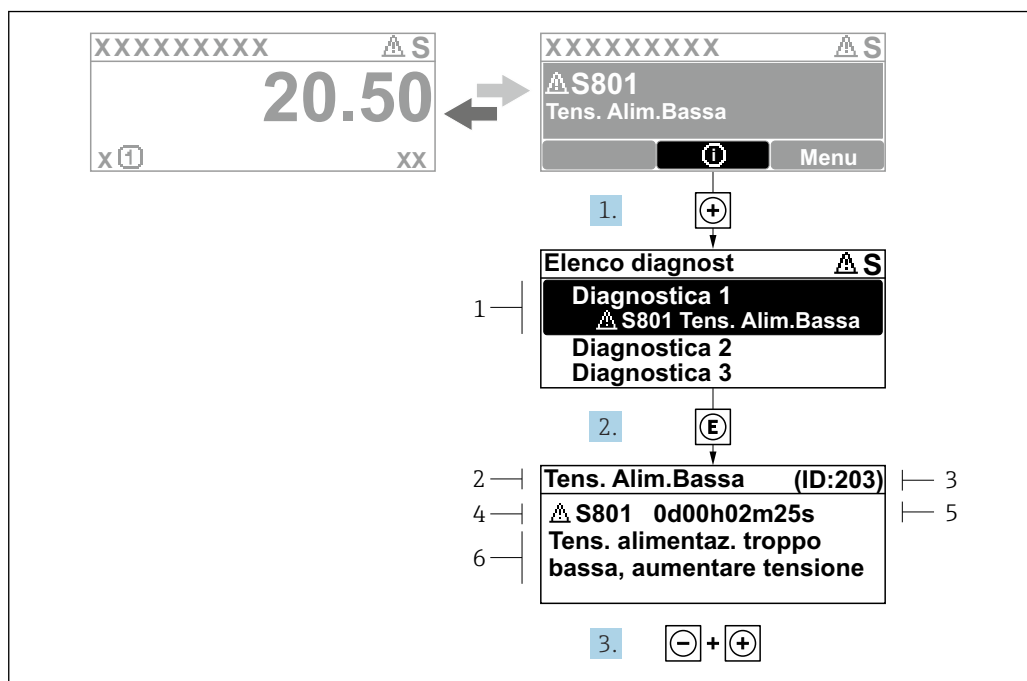 XXXXXXXXX ⚠ S
20.50
x ① XX
XXXXXXXXX ⚠ S
⚠ S801
Tens. Alim.Bassa
ⓘ Menu
1. ⊕
Elenco diagnost ⚠ S
1
Diagnostica 1
⚠ S801 Tens. Alim.Bassa
Diagnostica 2
Diagnostica 3
2. Ⓔ
2 Tens. Alim.Bassa (ID:203) 3
4 ⚠ S801 0d00h02m25s 5
6
Tens. alimentaz. troppo
bassa, aumentare tensione
3. ⊖ + ⊕